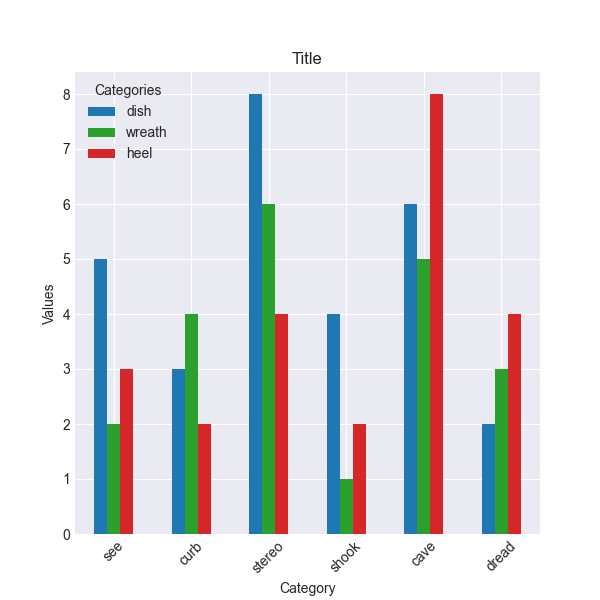 Title
Categories
dish
wreath
heel
8
7
6
5
4
3
2
1
0
Values
see
curb
stereo
shook
cave
dread
Category